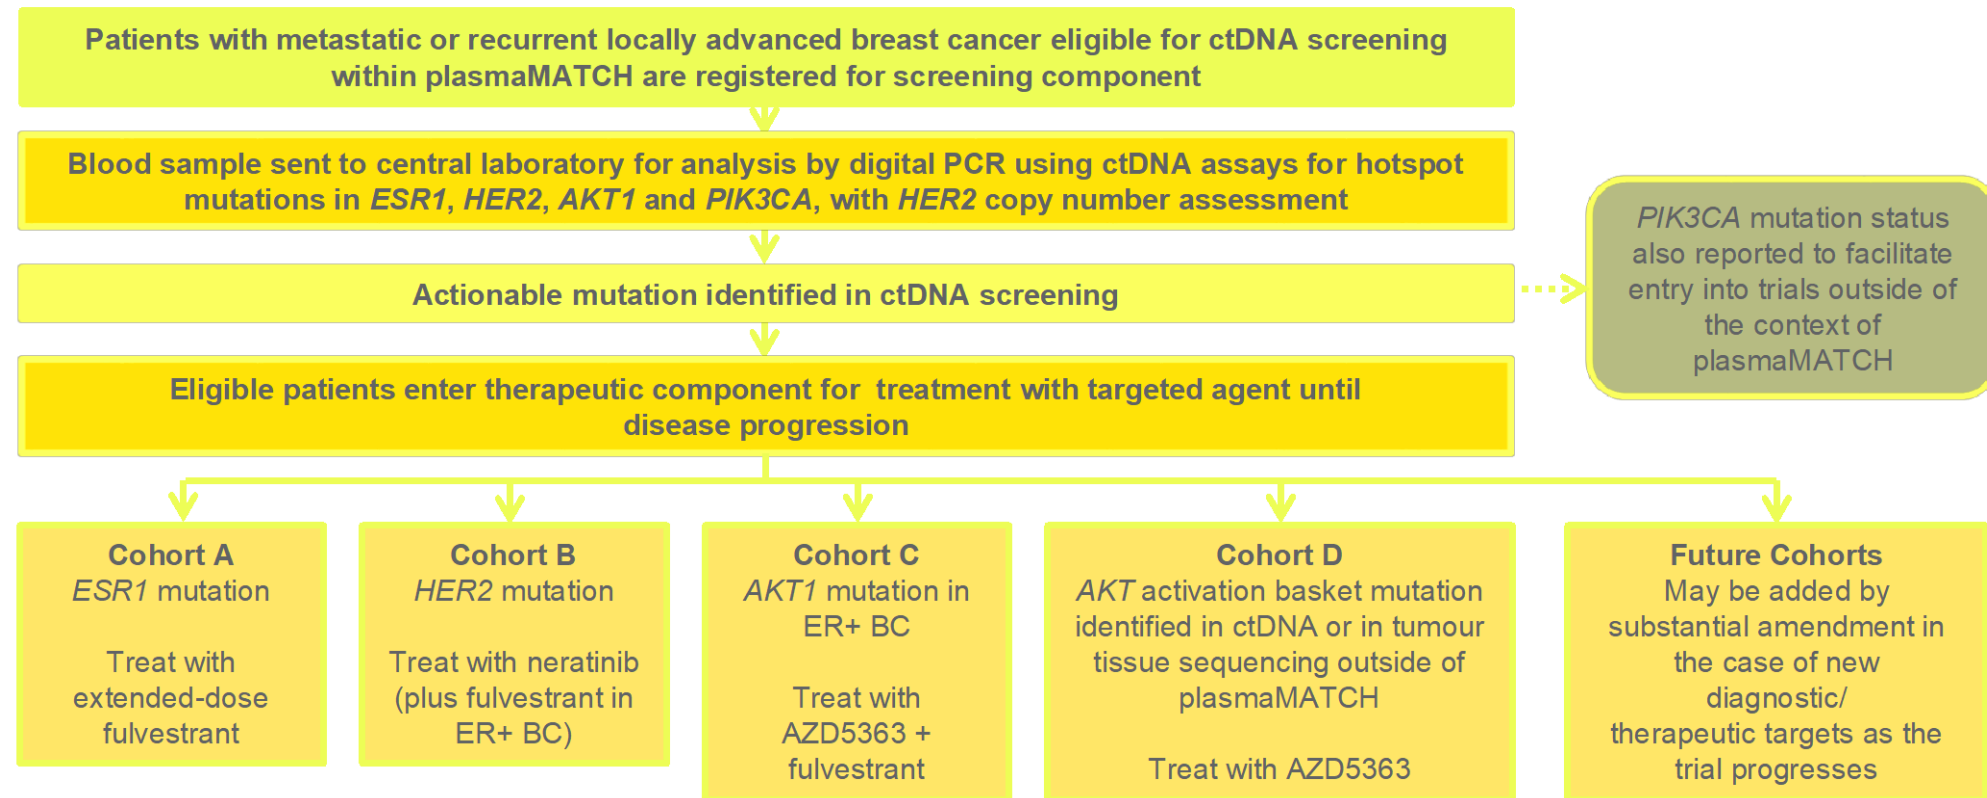 Patients with metastatic or recurrent locally advanced breast cancer eligible for ctDNA screening
within plasmaMATCH are registered for screening component
Blood sample sent to central laboratory for analysis by digital PCR using ctDNA assays for hotspot
mutations in ESR1, HER2, AKT1 and PIK3CA, with HER2 copy number assessment
PIK3CA mutation status
also reported to facilitate
entry into trials outside of
the context of
plasmaMATCH
Actionable mutation identified in ctDNA screening
Eligible patients enter therapeutic component for treatment with targeted agent until
disease progression
Cohort A
ESR1 mutation
Treat with
extended-dose
fulvestrant
Cohort B
HER2 mutation
Treat with neratinib
(plus fulvestrant in
ER+ BC)
Cohort C
AKT1 mutation in
ER+ BC
Treat with
AZD5363 +
fulvestrant
Cohort D
AKT activation basket mutation
identified in ctDNA or in tumour
tissue sequencing outside of
plasmaMATCH
Treat with AZD5363
Future Cohorts
May be added by
substantial amendment in
the case of new
diagnostic/
therapeutic targets as the
trial progresses